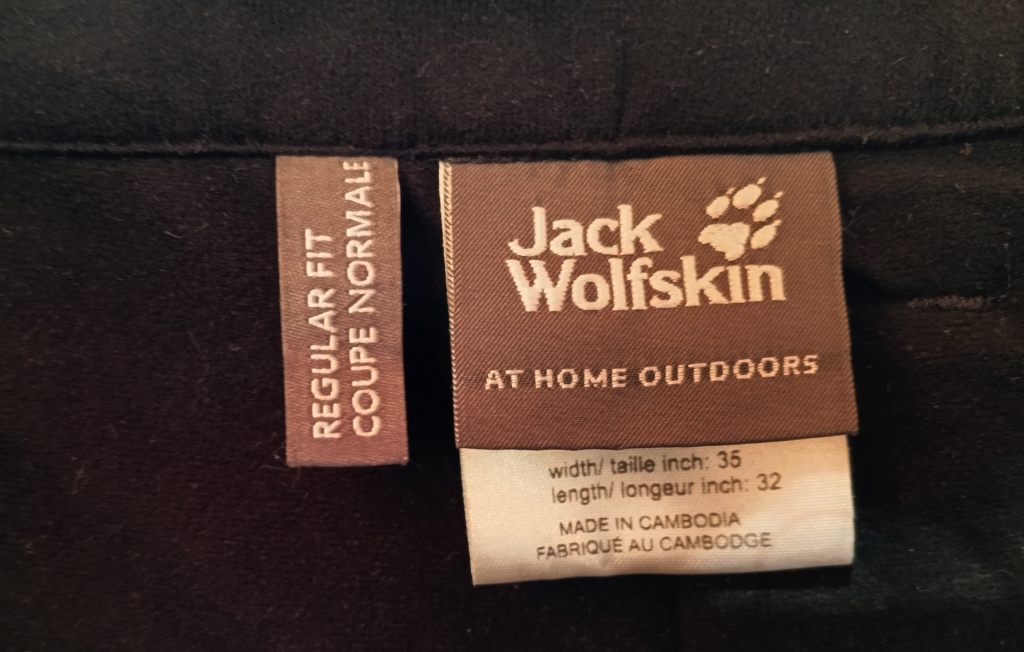 REGULAR FIT
COUPE NORMALE
Jack
Wolfskin
AT HOME OUTDOORS
width/ taille inch: 35
length/ longeur inch: 32
MADE IN CAMBODIA
FABRIQUÉ AU CAMBODGE